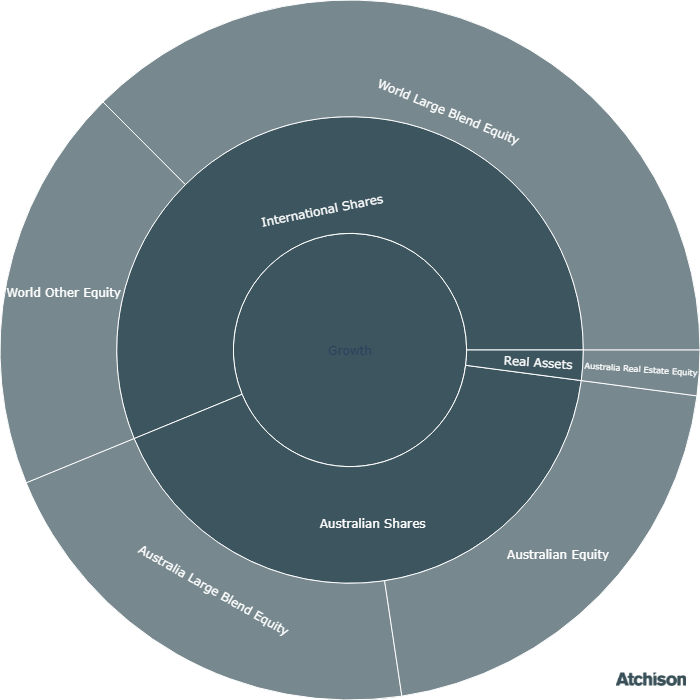 World Large Blend Equity
International Shares
World Other Equity
Growth
Real Assets
Australia Real Estate Equity
Australian Shares
Australian Equity
Australia Large Blend Equity
Atchison